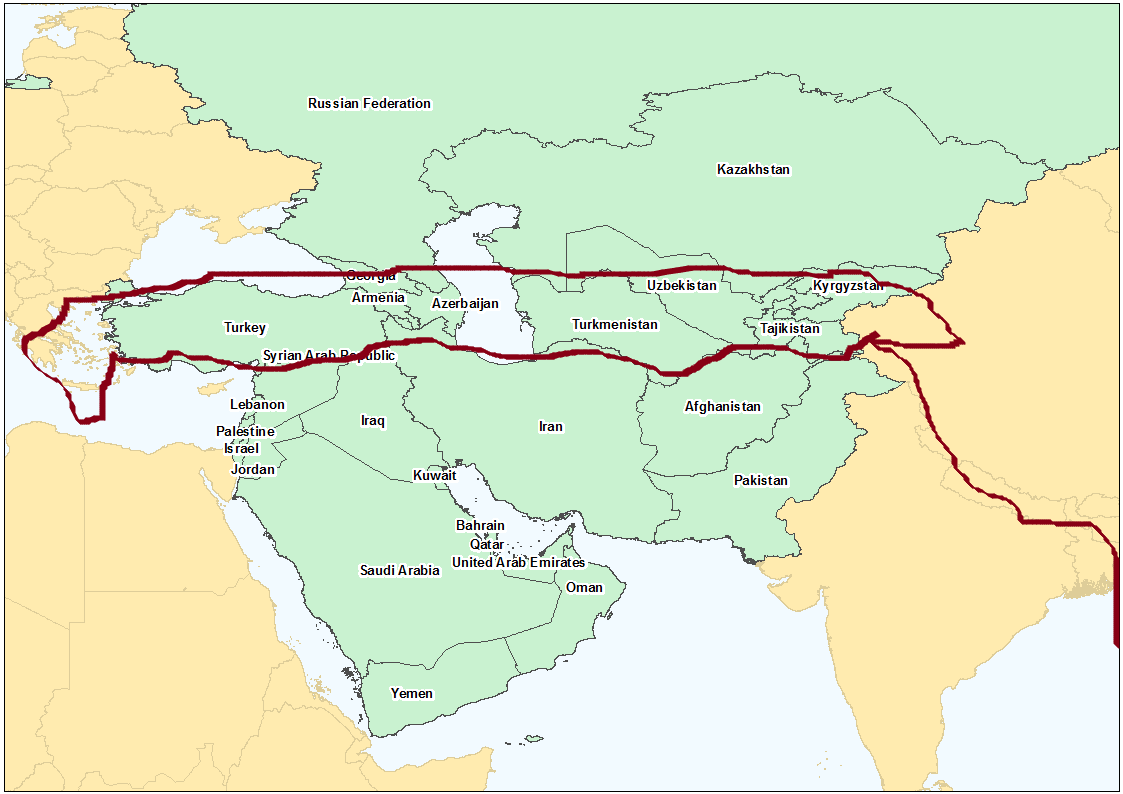 Russian Federation
Kazakhstan
Georgia
Uzbekistan
Kyrgyzstan
Armenia
Azerbaijan
Turkey
Turkmenistan
Tajikistan
Syrian Arab Republic
Lebanon
Afghanistan
Iraq
Iran
Palestine
Israel
Jordan
Kuwait
Pakistan
Bahrain
Qatar
United Arab Emirates
Saudi Arabia
Oman
Yemen